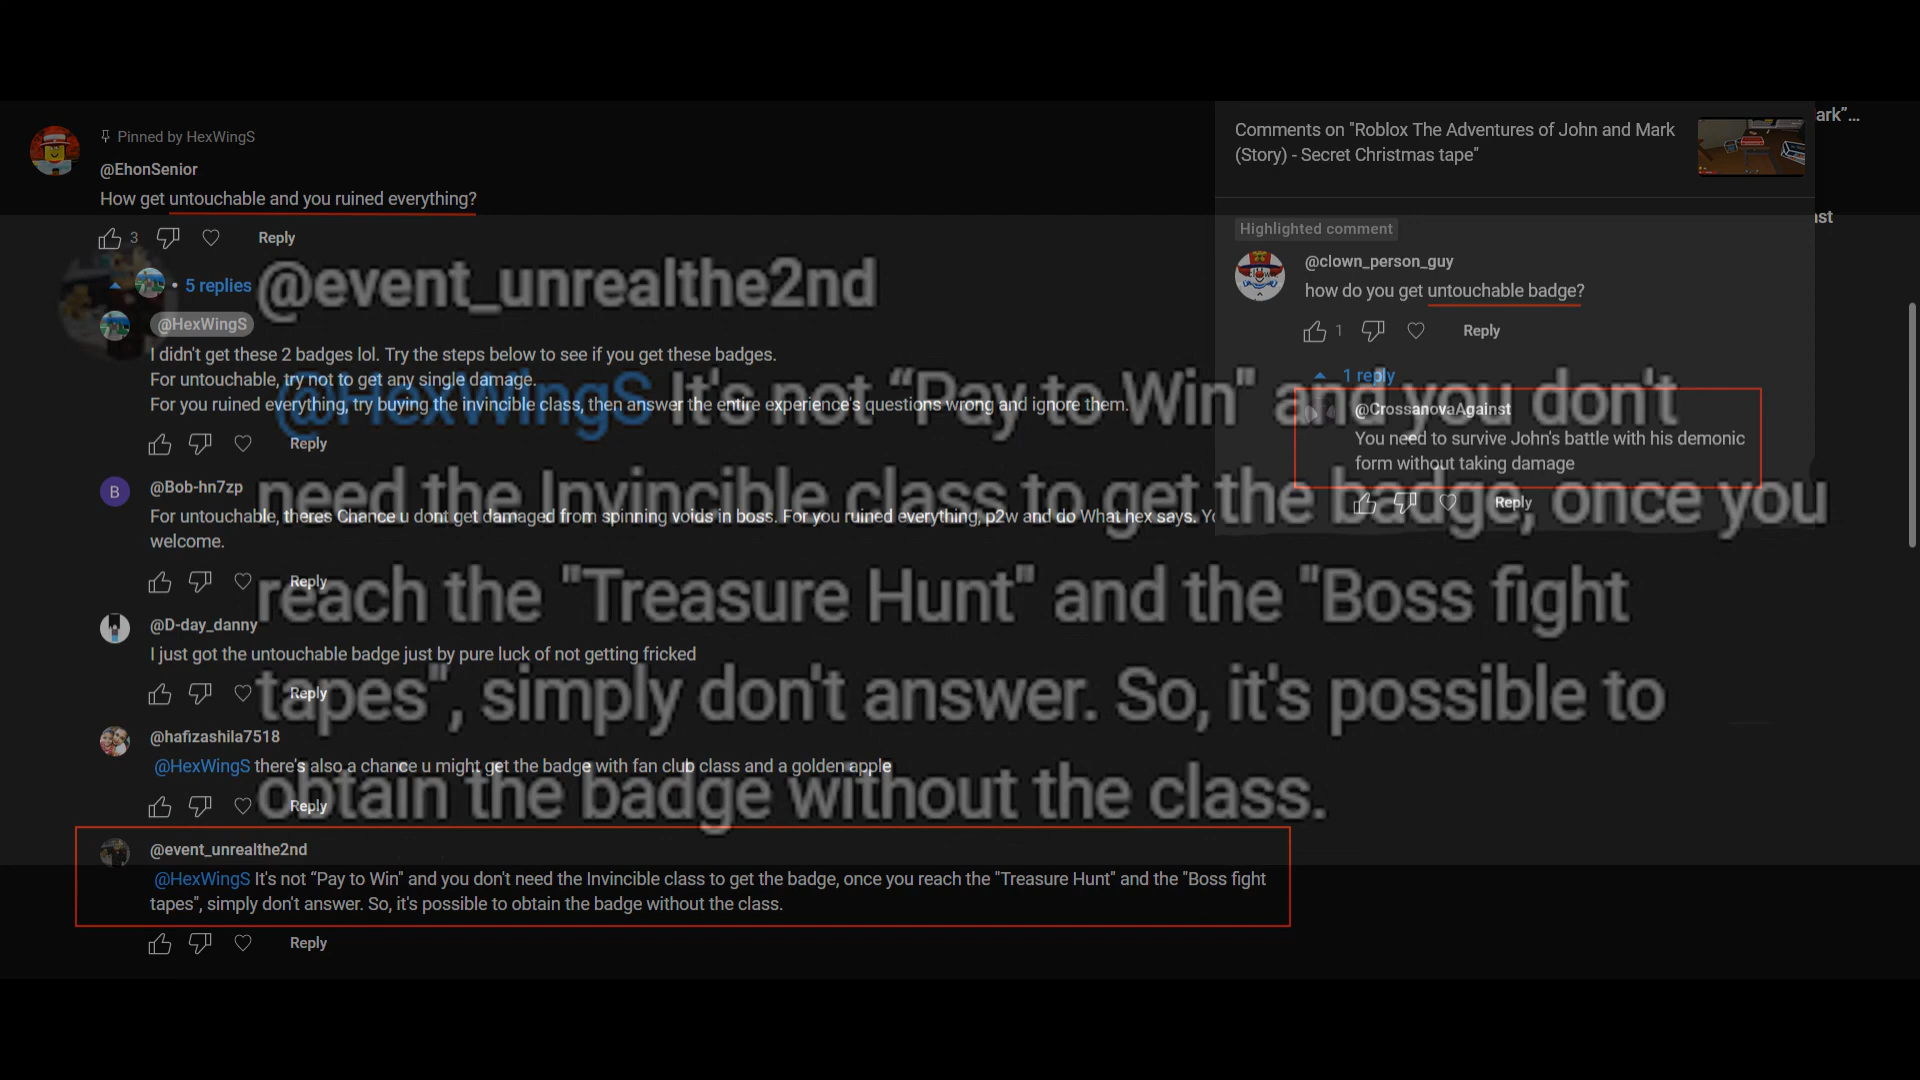 Pinned by HexWingS
@EhonSenior
How get untouchable and you ruined everything?
3
Reply
5 replies
@HexWingS
I didn't get these 2 badges lol. Try the steps below to see if you get these badges.
For untouchable, try not to get any single damage.
For you ruined everything, try buying the invincible class, then answer the entire experience's questions wrong and ignore them.
Reply
B
@Bob-hn7zp
For untouchable, theres Chance u dont get damaged from spinning voids in boss. For you ruined everything, p2w and do What hex says.
welcome.
Reply
@D-day_danny
I just got the untouchable badge just by pure luck of not getting fricked
Reply
@hafizashila7518
@HexWingS there's also a chance u might get the badge with fan club class and a golden apple
Reply
@event_unrealthe2nd
@HexWingS It's not “Pay to Win" and you don't need the Invincible class to get the badge, once you reach the "Treasure Hunt" and the "Boss fight
tapes", simply don't answer. So, it's possible to obtain the badge without the class.
Reply
@event_unrealthe2nd
@HexWingS It's not “Pay to Win" and you don't
need the Invincible class to get the badge, once you
reach the "Treasure Hunt" and the "Boss fight
tapes", simply don't answer. So, it's possible to
obtain the badge without the class.
Comments on "Roblox The Adventures of John and Mark
(Story) - Secret Christmas tape"
Highlighted comment
@clown_person_guy
how do you get untouchable badge?
1
Reply
1 reply
@CrossanovaAgainst
You need to survive John's battle with his demonic
form without taking damage
Reply
ark”...